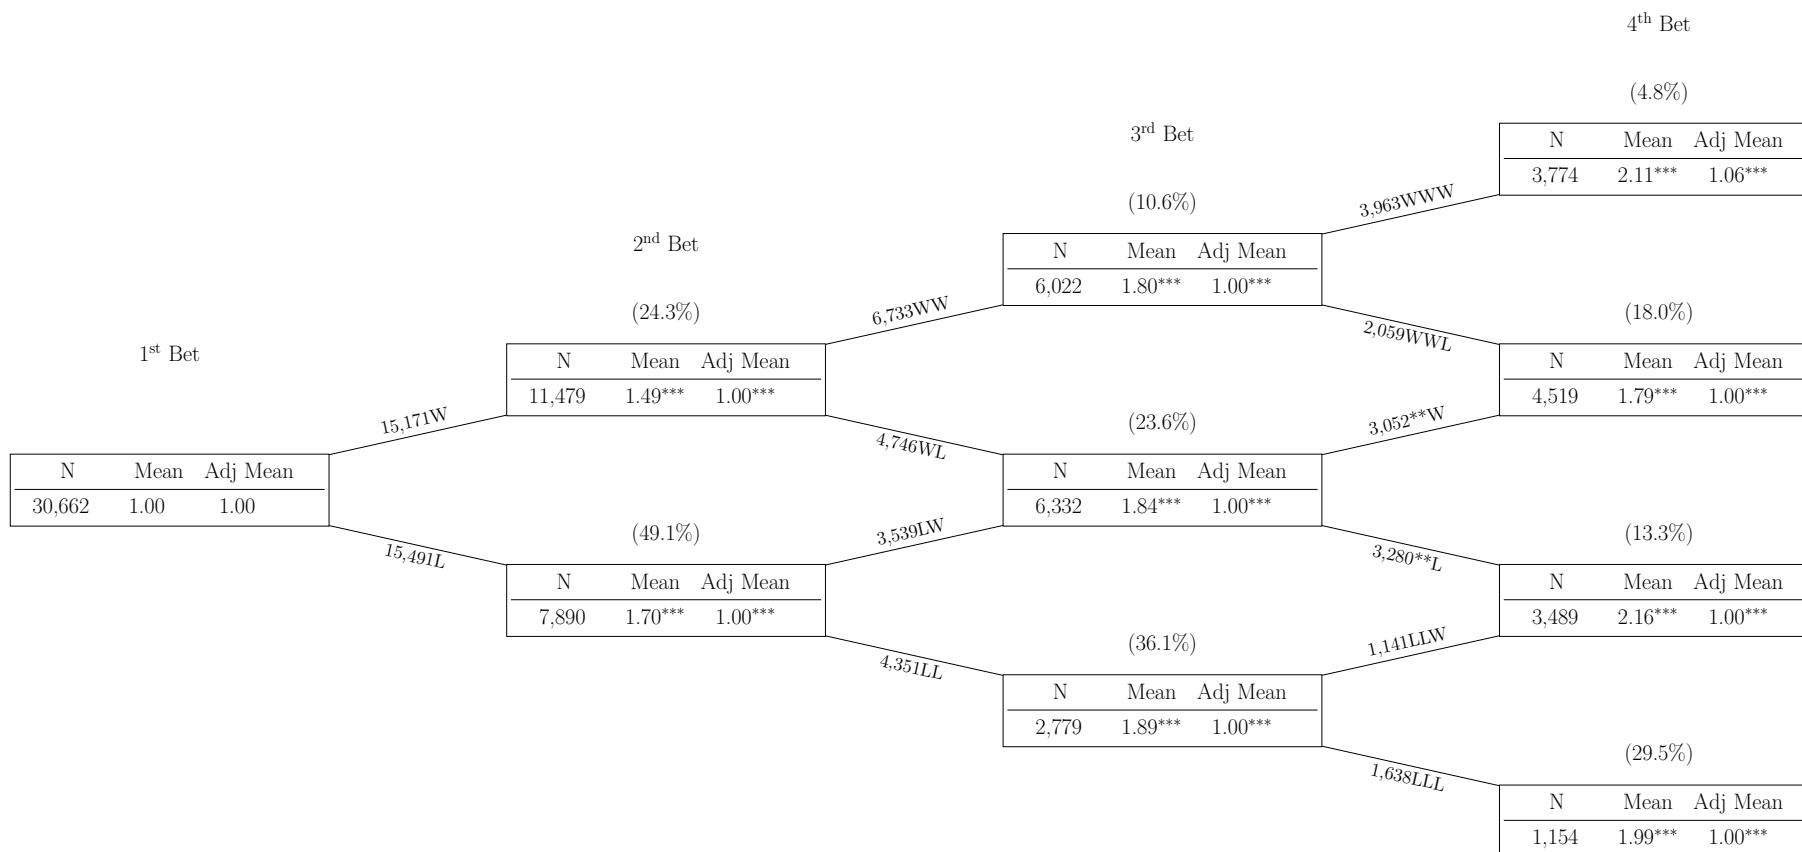 4th Bet
(4.8%)
3rd Bet
N Mean Adj Mean
3,774 2.11*** 1.06***
3,963WWW
(10.6%)
2nd Bet
N Mean Adj Mean
6,022 1.80*** 1.00***
6,733WW
(24.3%)
2,059WWL
(18.0%)
1st Bet
N Mean Adj Mean
11,479 1.49*** 1.00***
N Mean Adj Mean
4,519 1.79*** 1.00***
15,171W
4,746WL
(23.6%)
3,052**W
N Mean Adj Mean
30,662 1.00 1.00
N Mean Adj Mean
6,332 1.84*** 1.00***
15,491L
(49.1%)
3,539LW
3,280**L
(13.3%)
N Mean Adj Mean
7,890 1.70*** 1.00***
N Mean Adj Mean
3,489 2.16*** 1.00***
4,351LL
(36.1%)
1,141LLW
N Mean Adj Mean
2,779 1.89*** 1.00***
1,638LLL
(29.5%)
N Mean Adj Mean
1,154 1.99*** 1.00***